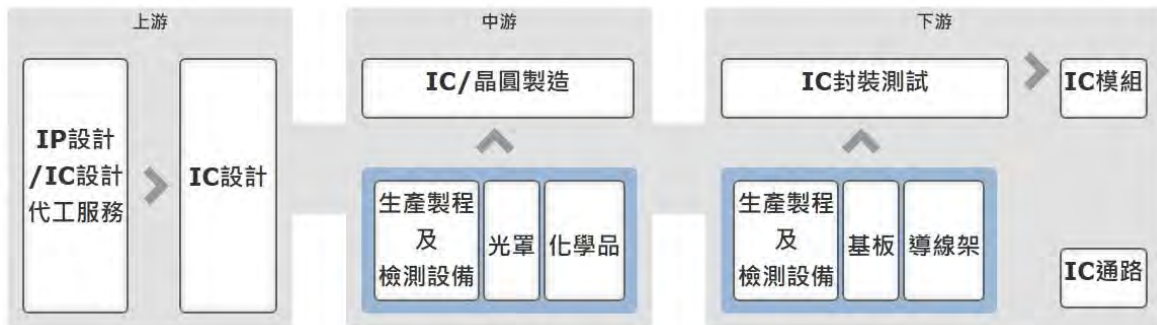 上游
IP設計
/IC設計
代工服務
IC設計
中游
IC/晶圓製造
生產製程
及
檢測設備
光罩
化學品
下游
IC封裝測試
IC模組
生產製程
及
檢測設備
基板
導線架
IC通路